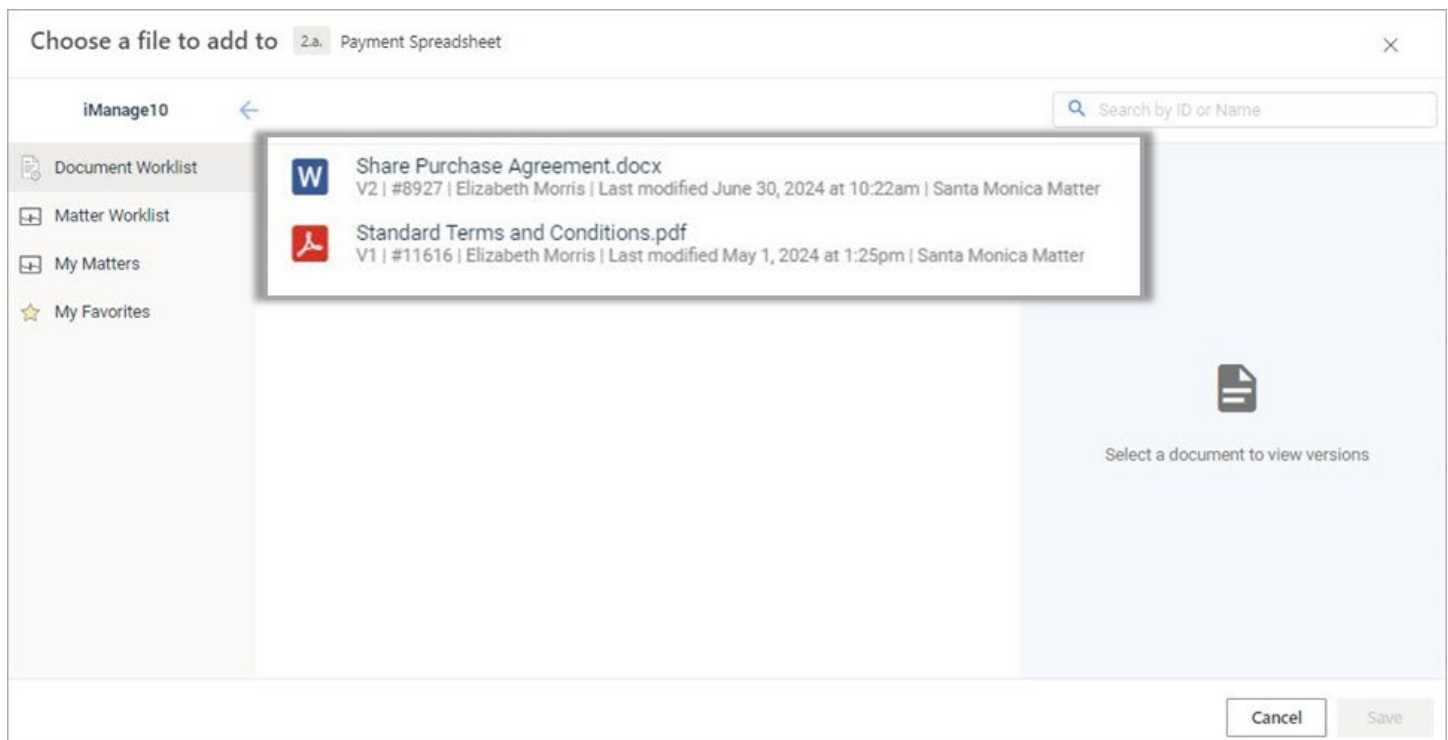 Choose a file to add to 2.a. Payment Spreadsheet
iManage10
Search by ID or Name
Document Worklist
Matter Worklist
My Matters
My Favorites
Share Purchase Agreement.docx
V2 | #8927 | Elizabeth Morris | Last modified June 30, 2024 at 10:22am | Santa Monica Matter
Standard Terms and Conditions.pdf
V1 | #11616 | Elizabeth Morris | Last modified May 1, 2024 at 1:25pm | Santa Monica Matter
Select a document to view versions
Cancel
Save